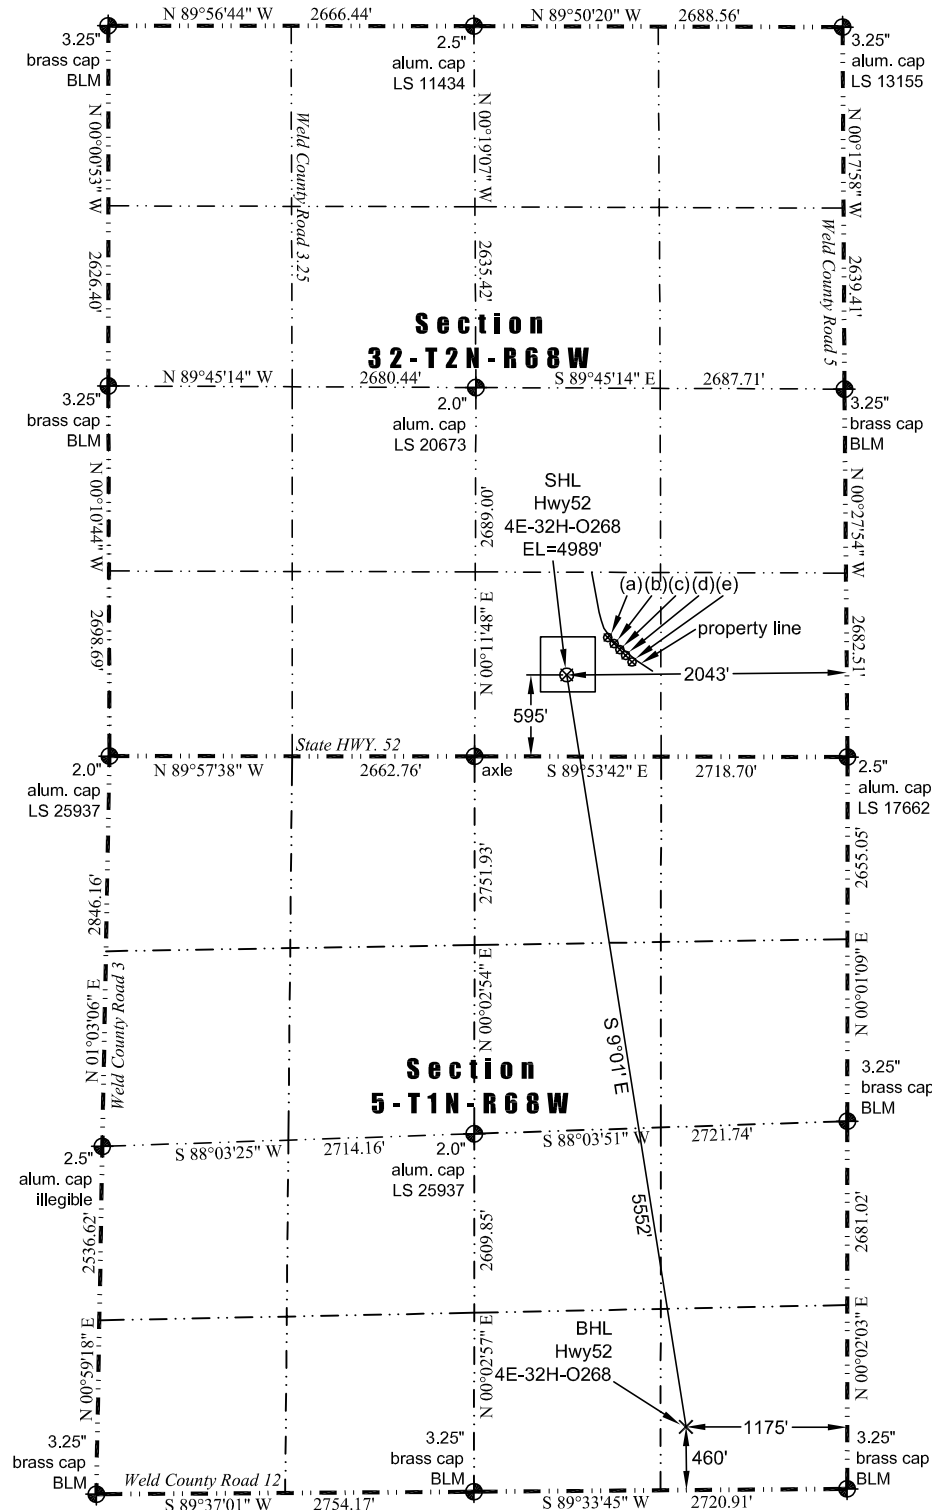 N 89°56'44" W 2666.44'
N 89°50'20" W 2688.56'
3.25"
brass cap
BLM
2.5"
alum. cap
LS 11434
3.25"
alum. cap
LS 13155
N 00°00'53" W
2626.40'
Weld County Road 3.25
N 00°19'07" W
2635.42'
N 00°17'58" W
2639.41'
Weld County Road 5
Section
32-T2N-R68W
N 89°45'14" W 2680.44'
S 89°45'14" E 2687.71'
3.25"
brass cap
BLM
2.0"
alum. cap
LS 20673
3.25"
brass cap
BLM
N 00°10'44" W
2698.69'
2689.00'
N 00°11'48" E
N 00°27'54" W
2682.51'
SHL
Hwy52
4E-32H-O268
EL=4989'
(a)(b)(c)(d)(e)
property line
2043'
595'
State HWY. 52
N 89°57'38" W 2662.76'
axle
S 89°53'42" E 2718.70'
2.0"
alum. cap
LS 25937
2.5"
alum. cap
LS 17662
2846.16'
N 01°03'06" E
Weld County Road 3
2751.93'
N 00°02'54" E
2655.05'
N 00°01'09" E
S 9°01' E
5552'
Section
5-T1N-R68W
3.25"
brass cap
BLM
S 88°03'25" W 2714.16'
S 88°03'51" W 2721.74'
2.5"
alum. cap
illegible
2.0"
alum. cap
LS 25937
2536.62'
N 00°59'18" E
2609.85'
N 00°02'57" E
2681.02'
N 00°02'03" E
BHL
Hwy52
4E-32H-O268
1175'
460'
3.25"
brass cap
BLM
3.25"
brass cap
BLM
3.25"
brass cap
BLM
Weld County Road 12
S 89°37'01" W 2754.17'
S 89°33'45" W 2720.91'